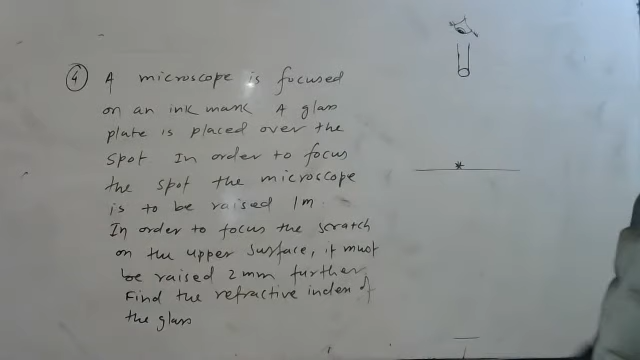 4 A microscope is focused
on an ink mark A glass
plate is placed over the
spot In order to focus
the spot the microscope
is to be raised 1m.
In order to focus the scratch
on the upper surface, it must
be raised 2mm further
Find the refractive index of
the glass